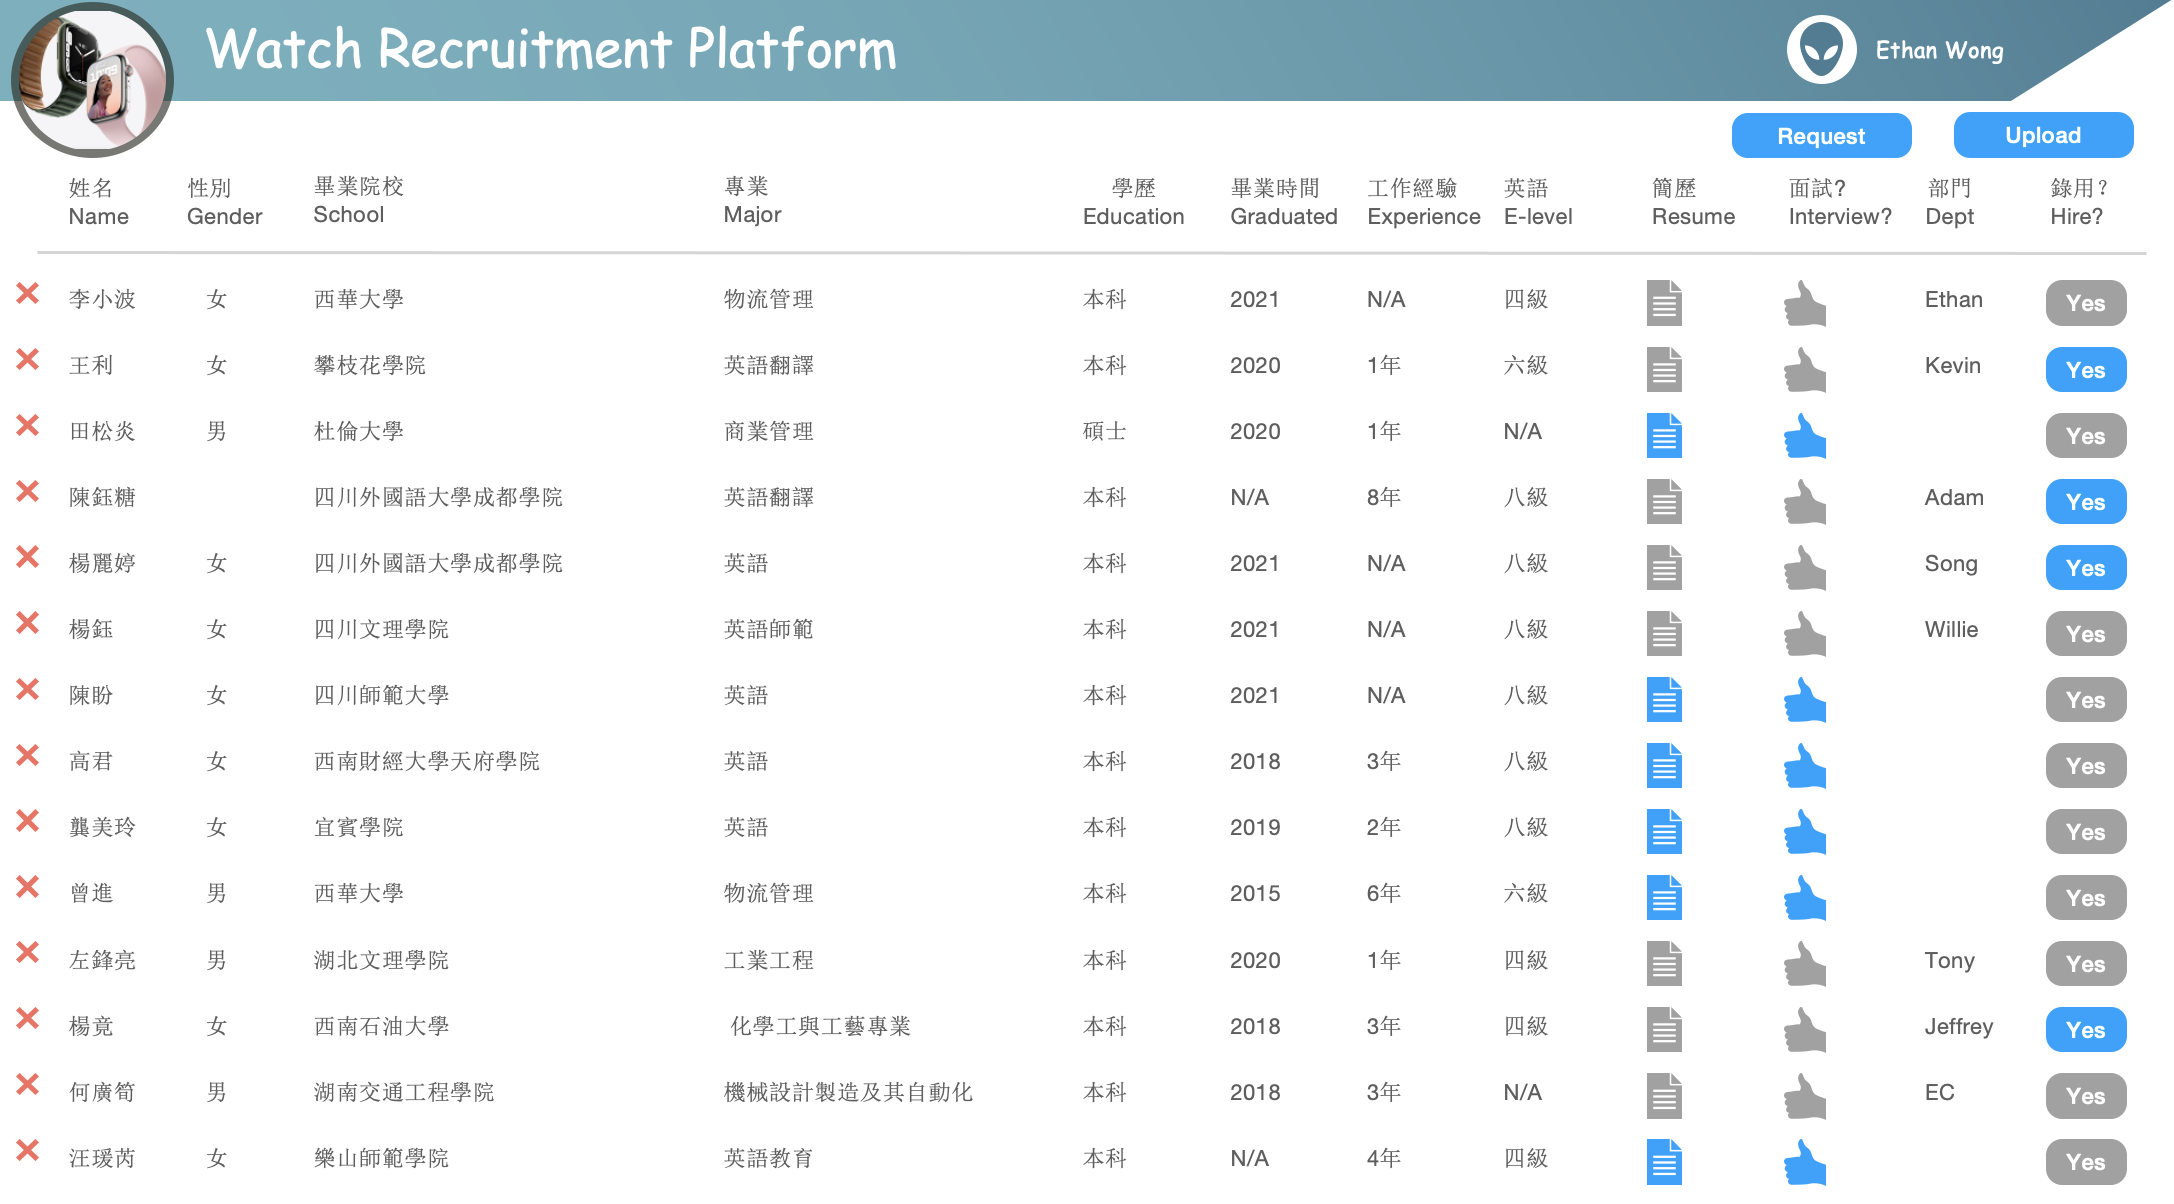 Watch Recruitment Platform
Ethan Wong
Request Upload
姓名 性別 畢業院校 專業 學歷 畢業時間 工作經驗 英語 簡歷 面試? 部門 錄用?
Name Gender School Major Education Graduated Experience E-level Resume Interview? Dept Hire?
李小波 女 西華大學 物流管理 本科 2021 N/A 四級 Ethan Yes
王利 女 攀枝花學院 英語翻譯 本科 2020 1年 六級 Kevin Yes
田松炎 男 杜倫大學 商業管理 碩士 2020 1年 N/A Yes
陳鈺糖 四川外國語大學成都學院 英語翻譯 本科 N/A 8年 八級 Adam Yes
楊麗婷 女 四川外國語大學成都學院 英語 本科 2021 N/A 八級 Song Yes
楊鈺 女 四川文理學院 英語師範 本科 2021 N/A 八級 Willie Yes
陳盼 女 四川師範大學 英語 本科 2021 N/A 八級 Yes
高君 女 西南財經大學天府學院 英語 本科 2018 3年 八級 Yes
龔美玲 女 宜賓學院 英語 本科 2019 2年 八級 Yes
曾進 男 西華大學 物流管理 本科 2015 6年 六級 Yes
左鋒亮 男 湖北文理學院 工業工程 本科 2020 1年 四級 Tony Yes
楊竟 女 西南石油大學 化學工與工藝專業 本科 2018 3年 四級 Jeffrey Yes
何廣筍 男 湖南交通工程學院 機械設計製造及其自動化 本科 2018 3年 N/A EC Yes
汪瑗芮 女 樂山師範學院 英語教育 本科 N/A 4年 四級 Yes